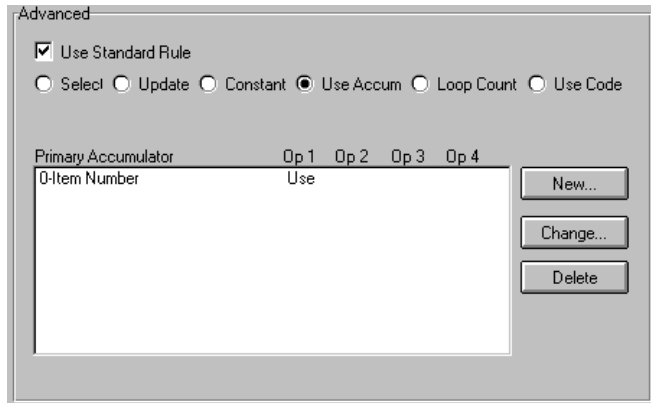 Advanced
Use Standard Rule
Select Update Constant Use Accum Loop Count Use Code
Primary Accumulator Op 1 Op 2 Op 3 Op 4
0-Item Number Use
New...
Change...
Delete